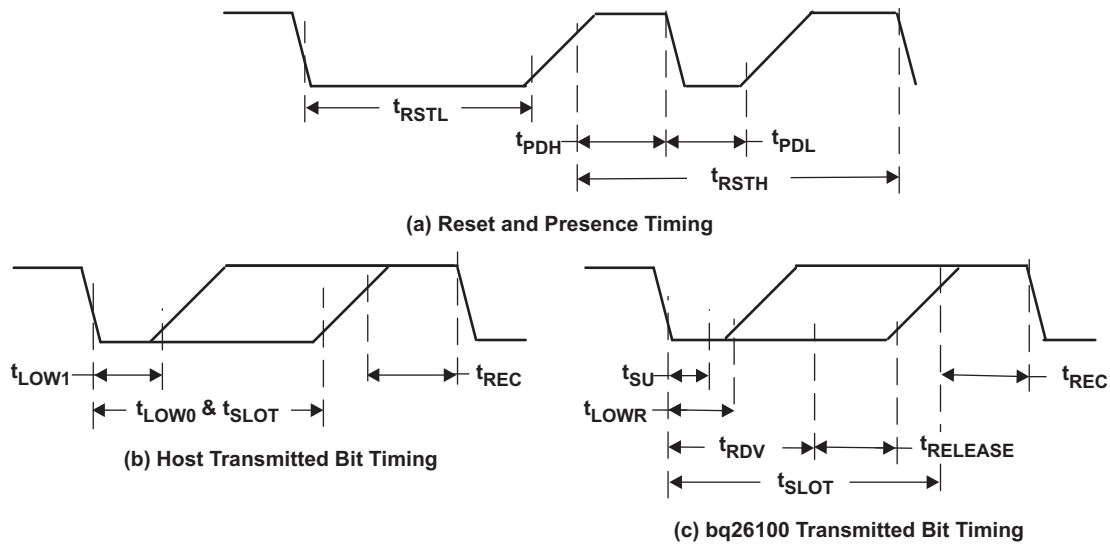 tRSTL
tPDH
tPDL
tRSTH
(a) Reset and Presence Timing
tLOW1
tREC
tLOW0 & tSLOT
(b) Host Transmitted Bit Timing
tSU
tREC
tLOWR
tRDV
tRELEASE
tSLOT
(c) bq26100 Transmitted Bit Timing